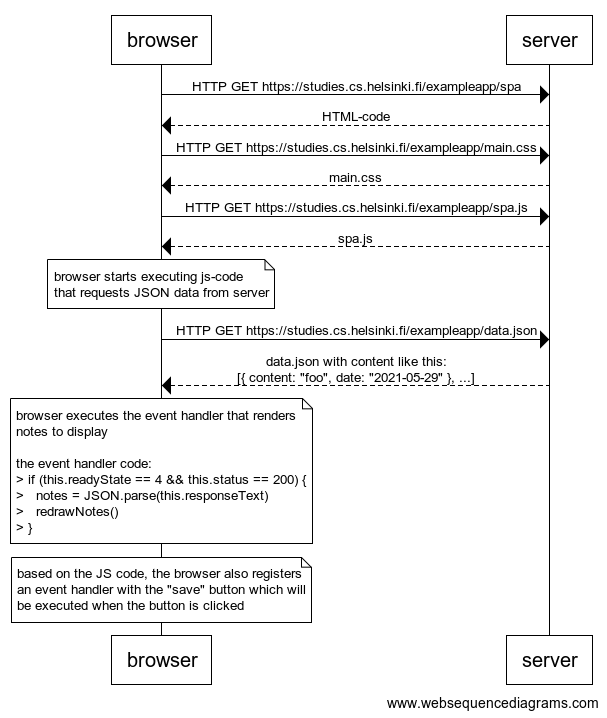 browser
server
HTTP GET https://studies.cs.helsinki.fi/exampleapp/spa
HTML-code
HTTP GET https://studies.cs.helsinki.fi/exampleapp/main.css
main.css
HTTP GET https://studies.cs.helsinki.fi/exampleapp/spa.js
spa.js
browser starts executing js-code
that requests JSON data from server
HTTP GET https://studies.cs.helsinki.fi/exampleapp/data.json
data.json with content like this:
[{ content: "foo", date: "2021-05-29" }, ...]
browser executes the event handler that renders
notes to display
the event handler code:
> if (this.readyState == 4 && this.status == 200) {
>   notes = JSON.parse(this.responseText)
>   redrawNotes()
> }
based on the JS code, the browser also registers
an event handler with the "save" button which will
be executed when the button is clicked
browser
server
www.websequencediagrams.com